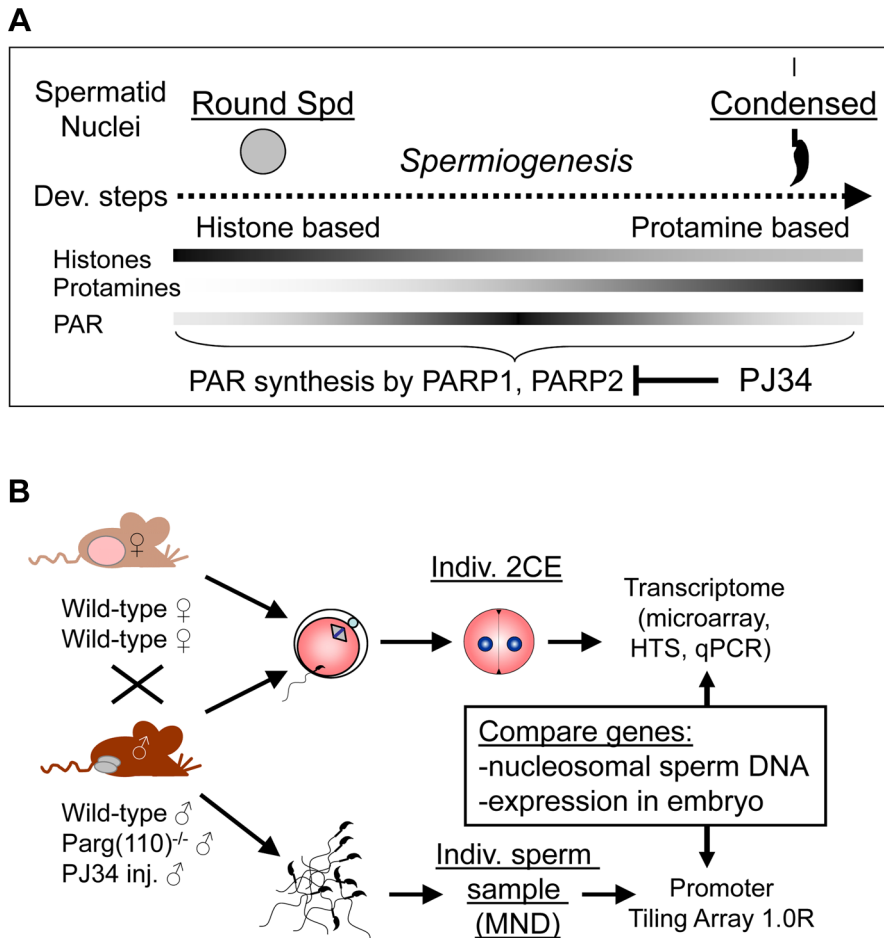 A
Spermatid
Nuclei
Round Spd
Condensed
Spermiogenesis
Dev. steps
Histone based
Protamine based
Histones
Protamines
PAR
PAR synthesis by PARP1, PARP2
PJ34
B
♀
Wild-type ♀
Wild-type ♀
♂
Wild-type ♂
Parg(110)-/- ♂
PJ34 inj. ♂
Indiv. 2CE
Transcriptome
(microarray,
HTS, qPCR)
Compare genes:
-nucleosomal sperm DNA
-expression in embryo
Indiv. sperm
sample
(MND)
Promoter
Tiling Array 1.0R